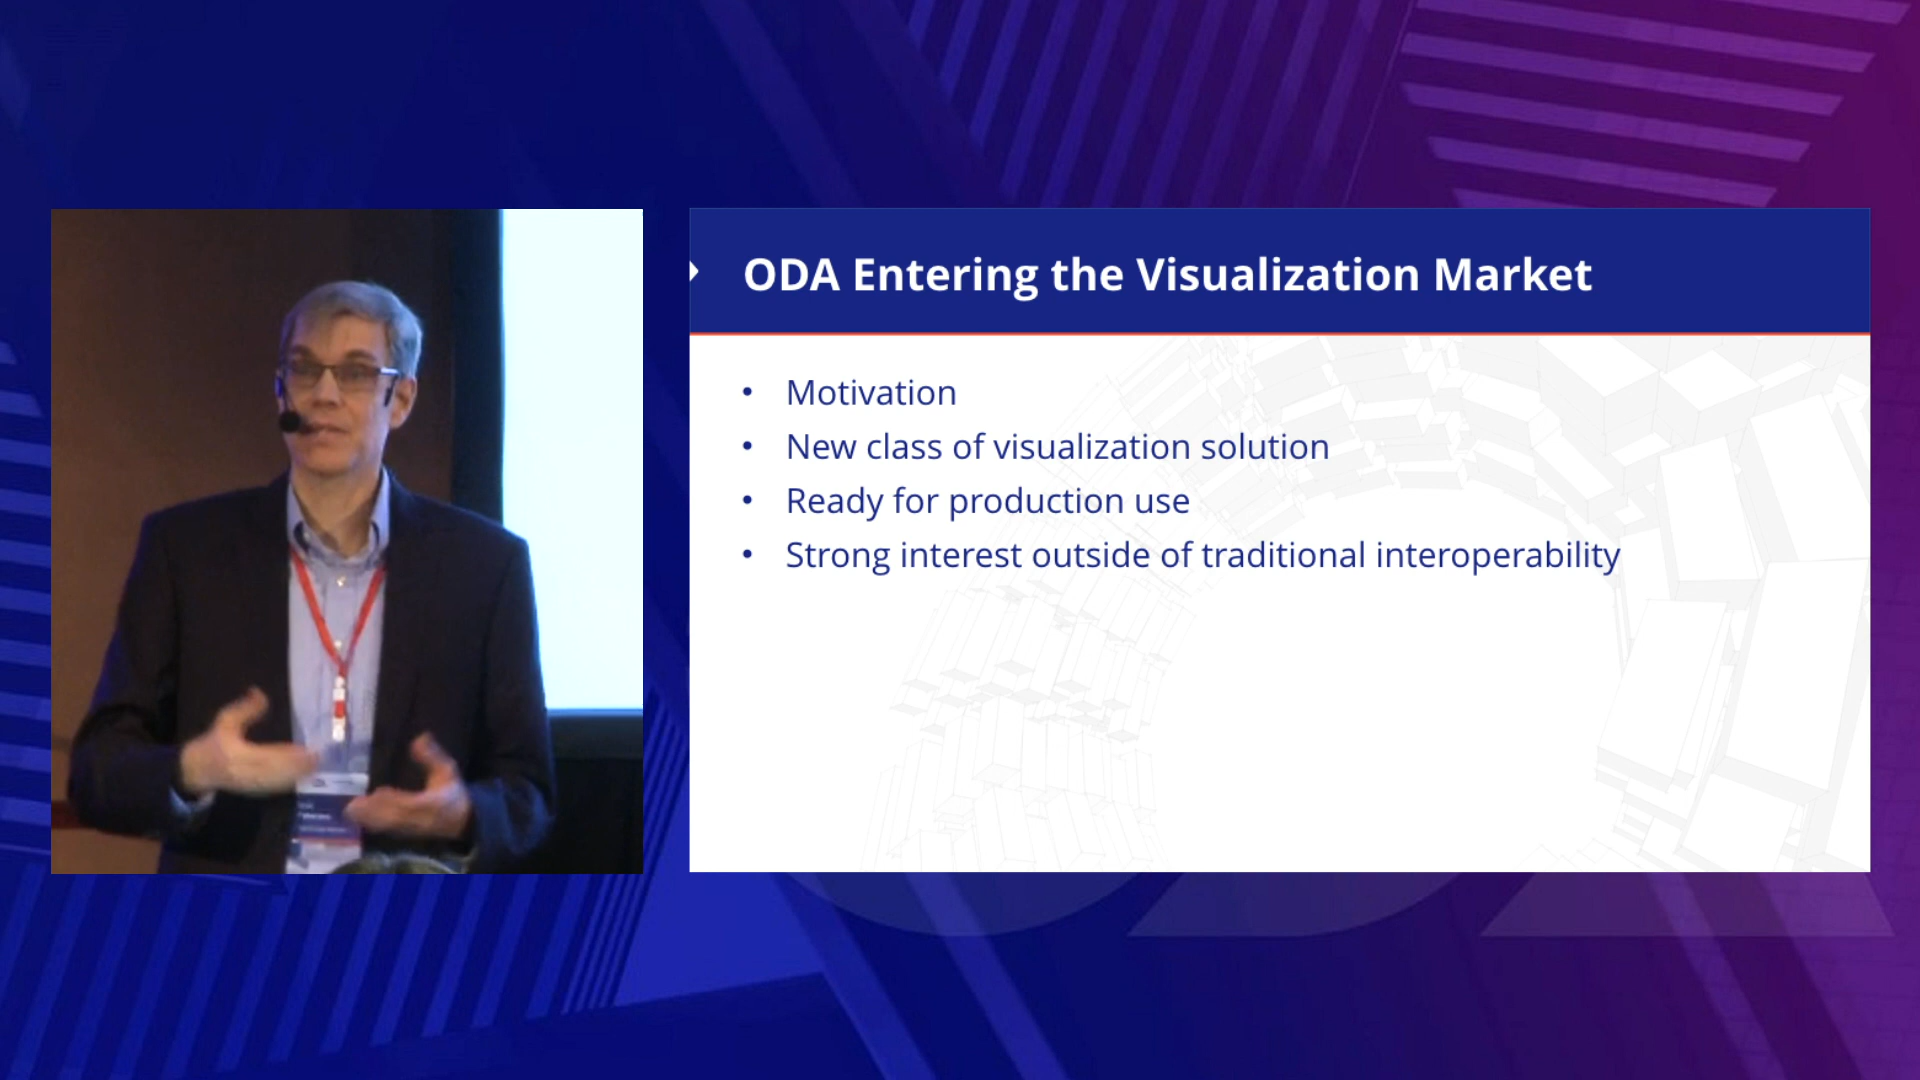 ODA Entering the Visualization Market
• Motivation
• New class of visualization solution
• Ready for production use
• Strong interest outside of traditional interoperability